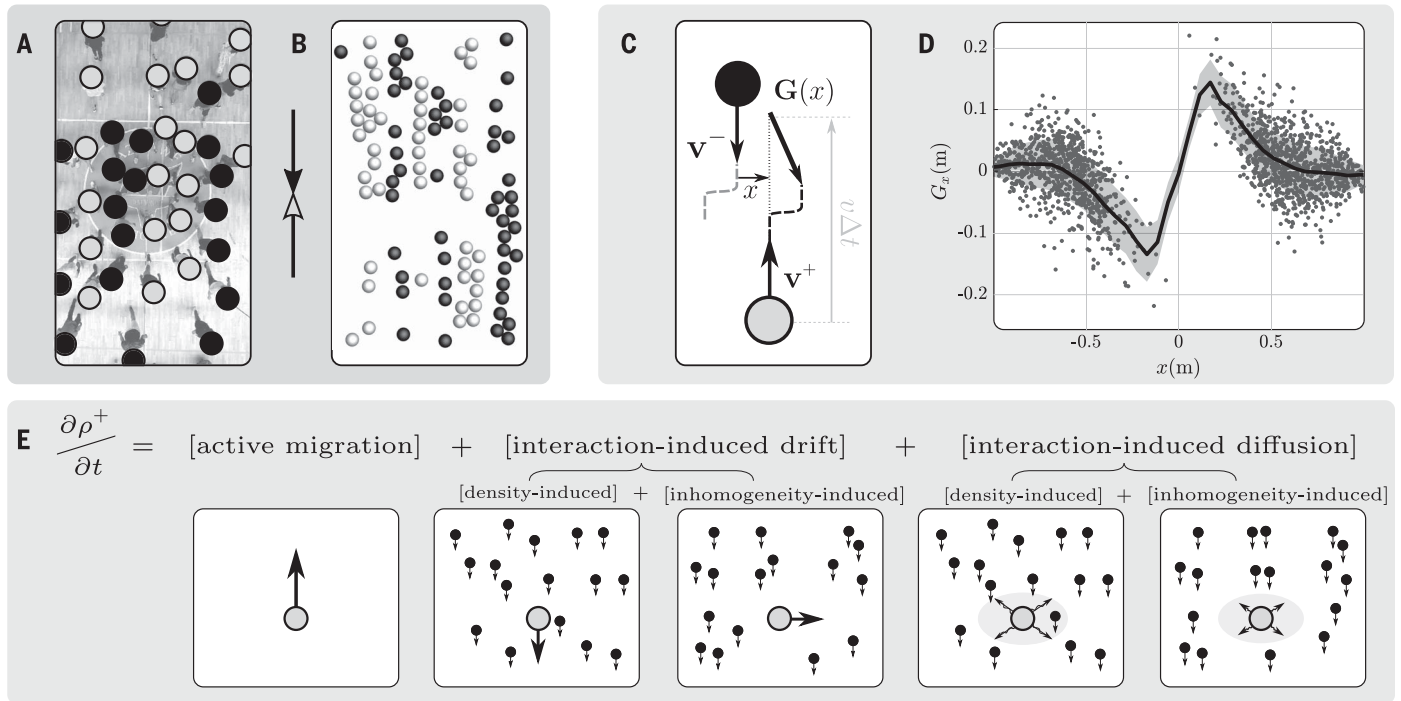 A
B
C
G(x)
v⁻
x
vΔt
v⁺
D
0.2
0.1
0
-0.1
-0.2
Gₓ(m)
-0.5 0 0.5
x(m)
E ∂ρ⁺/∂t = [active migration] + [interaction-induced drift] + [interaction-induced diffusion]
[density-induced] + [inhomogeneity-induced] [density-induced] + [inhomogeneity-induced]